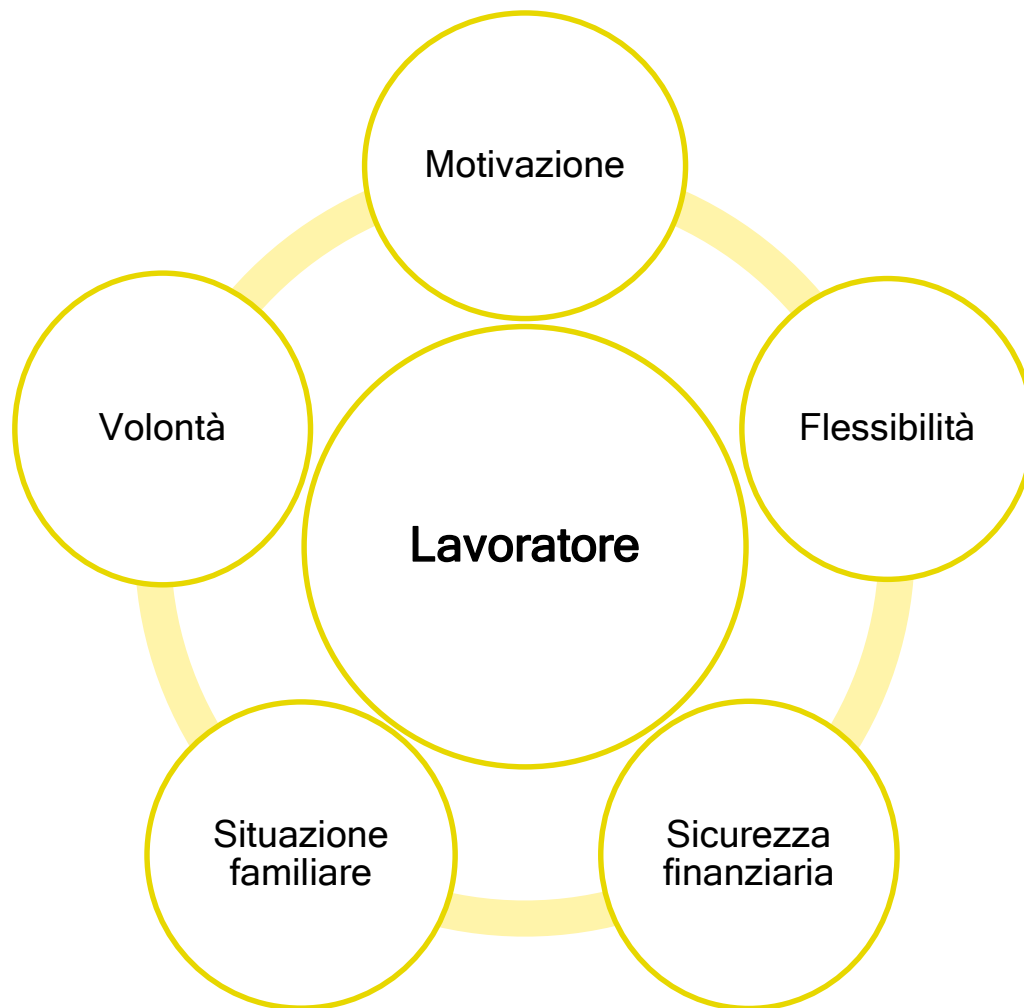 Motivazione
Volontà
Flessibilità
Lavoratore
Situazione
familiare
Sicurezza
finanziaria